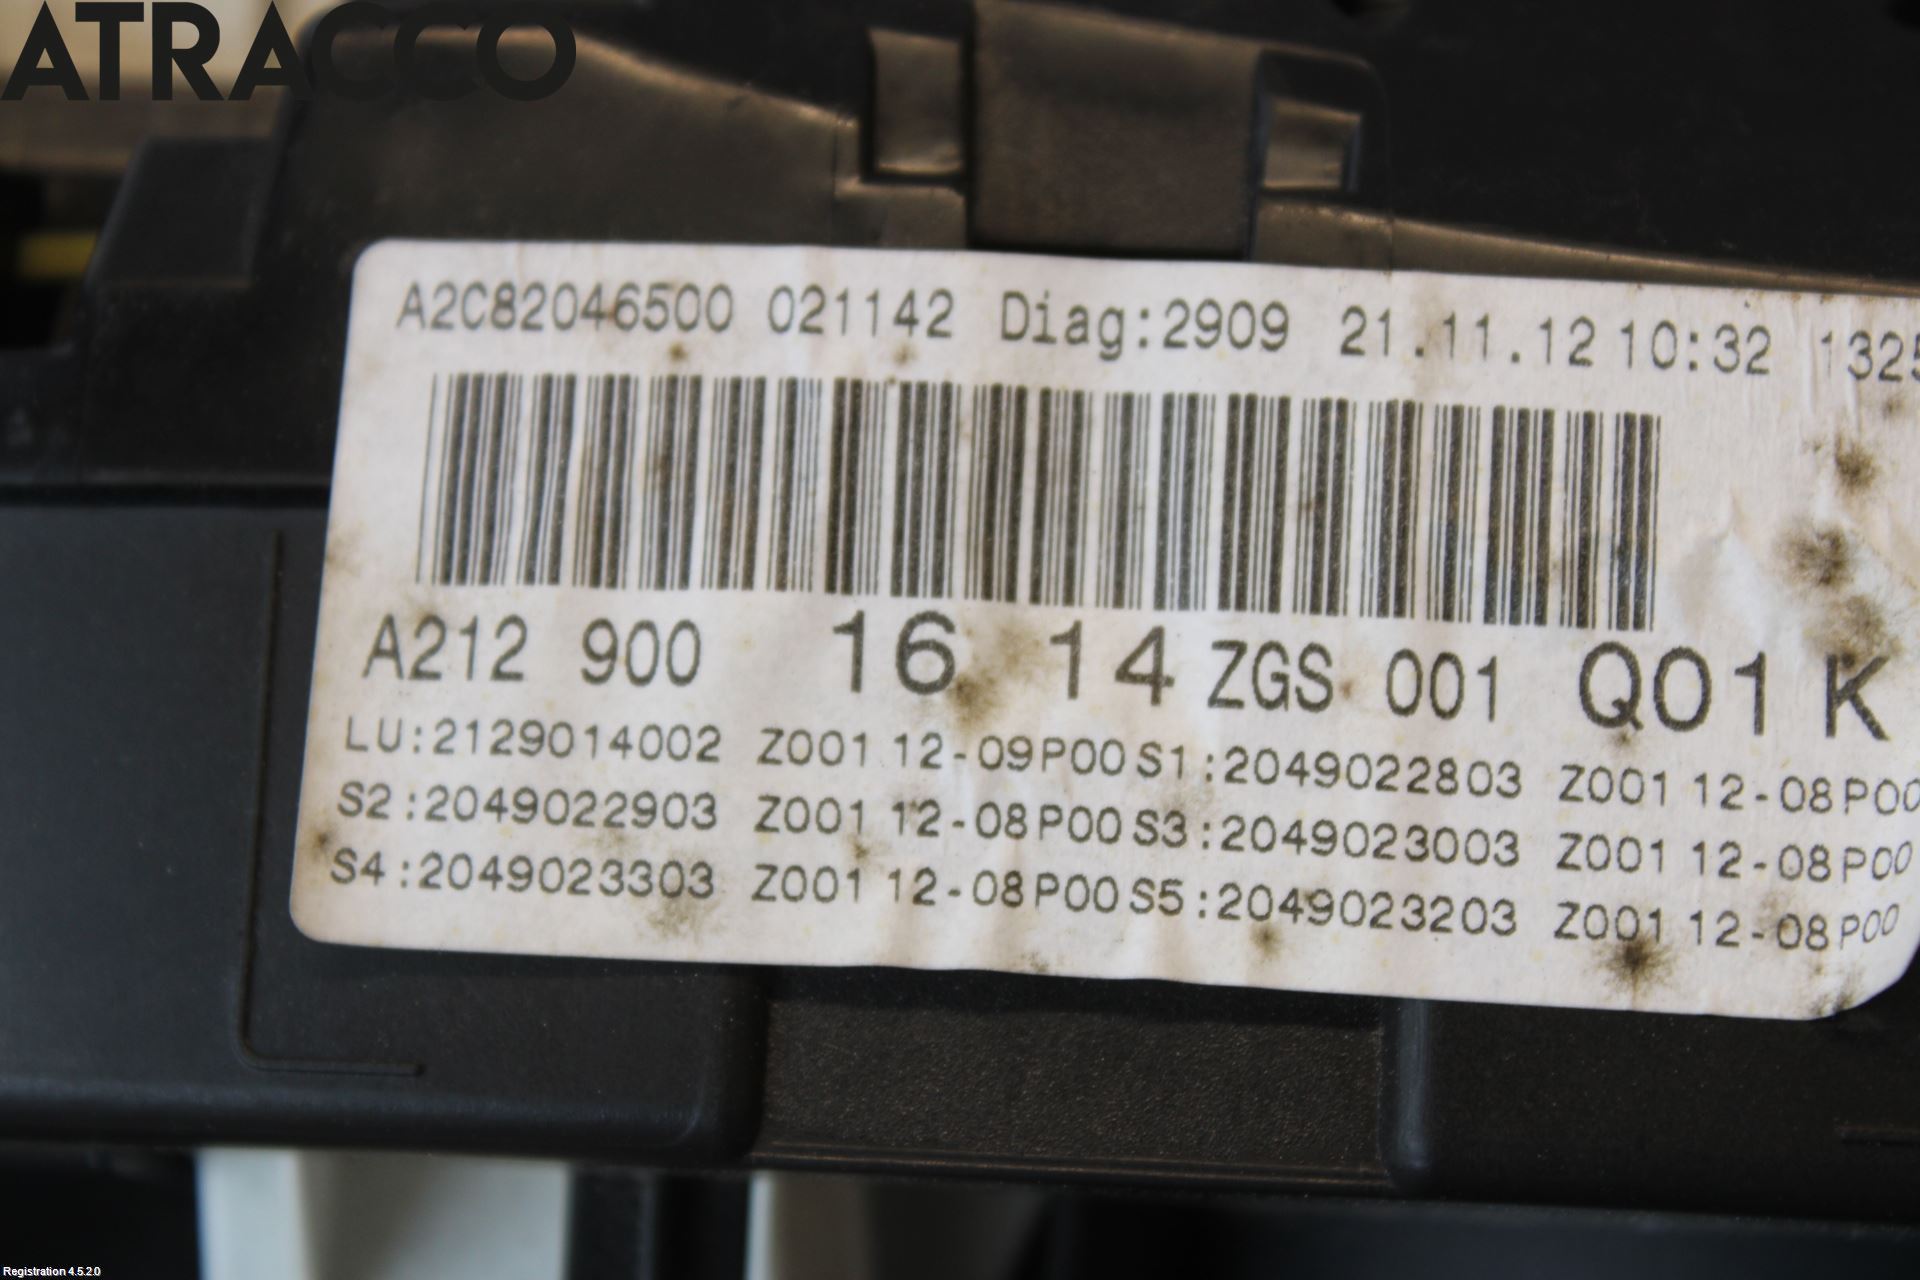 ATRACCO
A2C82046500 021142 Diag:2909 21.11.12 10:32 1325
A212 900 16 14 ZGS 001 Q01 K
LU:2129014002 Z001 12-09P00 S1:2049022803 Z001 12-08P00
S2:2049022903 Z001 12-08P00 S3:2049023003 Z001 12-08P00
S4:2049023303 Z001 12-08P00 S5:2049023203 Z001 12-08P00
Registration 4.5.2.0